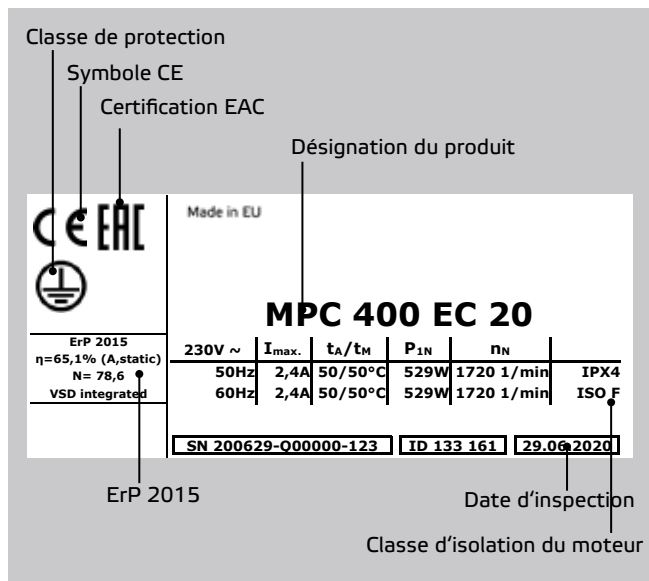 Classe de protection
Symbole CE
Certification EAC
Désignation du produit
CE EAC
Made in EU
MPC 400 EC 20
ErP 2015
η=65,1% (A,static)
N= 78,6
VSD integrated
230V ~ Imax. tA/tM P1N nN
50Hz 2,4A 50/50°C 529W 1720 1/min IPX4
60Hz 2,4A 50/50°C 529W 1720 1/min ISO F
SN 200629-Q00000-123 ID 133 161 29.06.2020
ErP 2015
Date d'inspection
Classe d'isolation du moteur